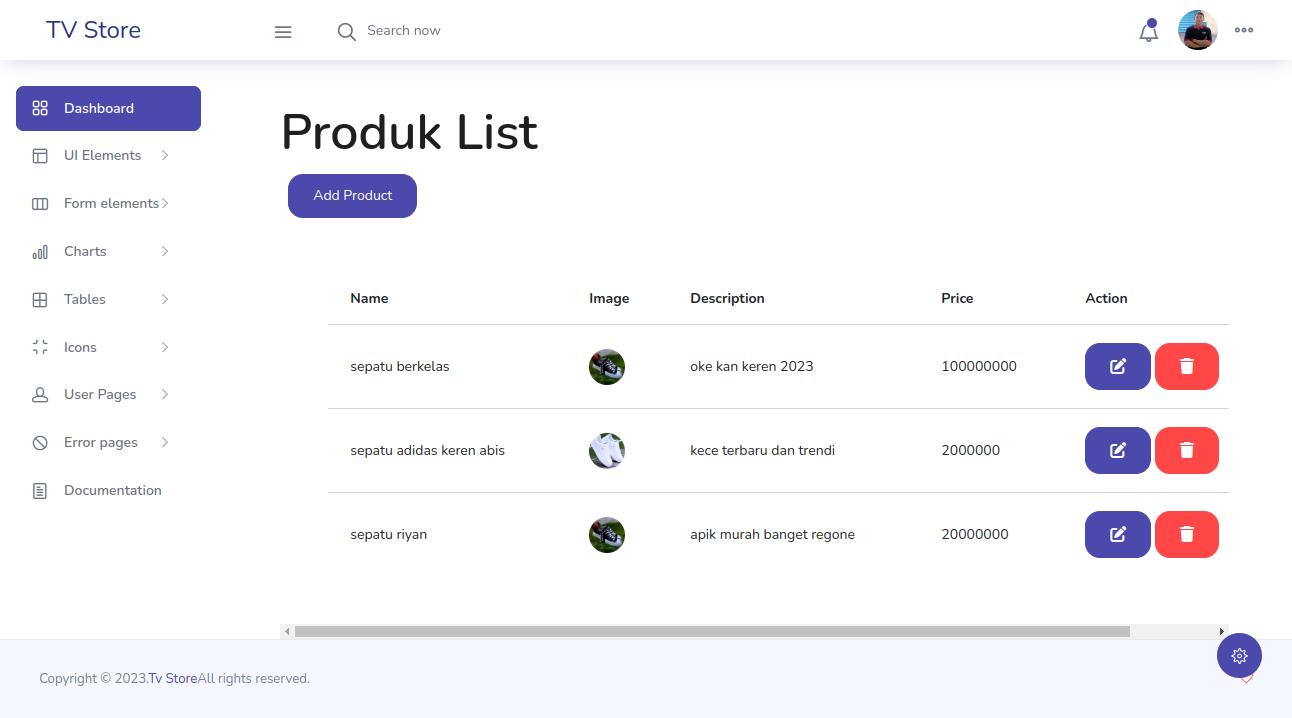 TV Store
Search now
Dashboard
UI Elements
Form elements
Charts
Tables
Icons
User Pages
Error pages
Documentation
Produk List
Add Product
Name Image Description Price Action
sepatu berkelas oke kan keren 2023 100000000
sepatu adidas keren abis kece terbaru dan trendi 2000000
sepatu riyan apik murah banget regone 20000000
Copyright © 2023.Tv StoreAll rights reserved.